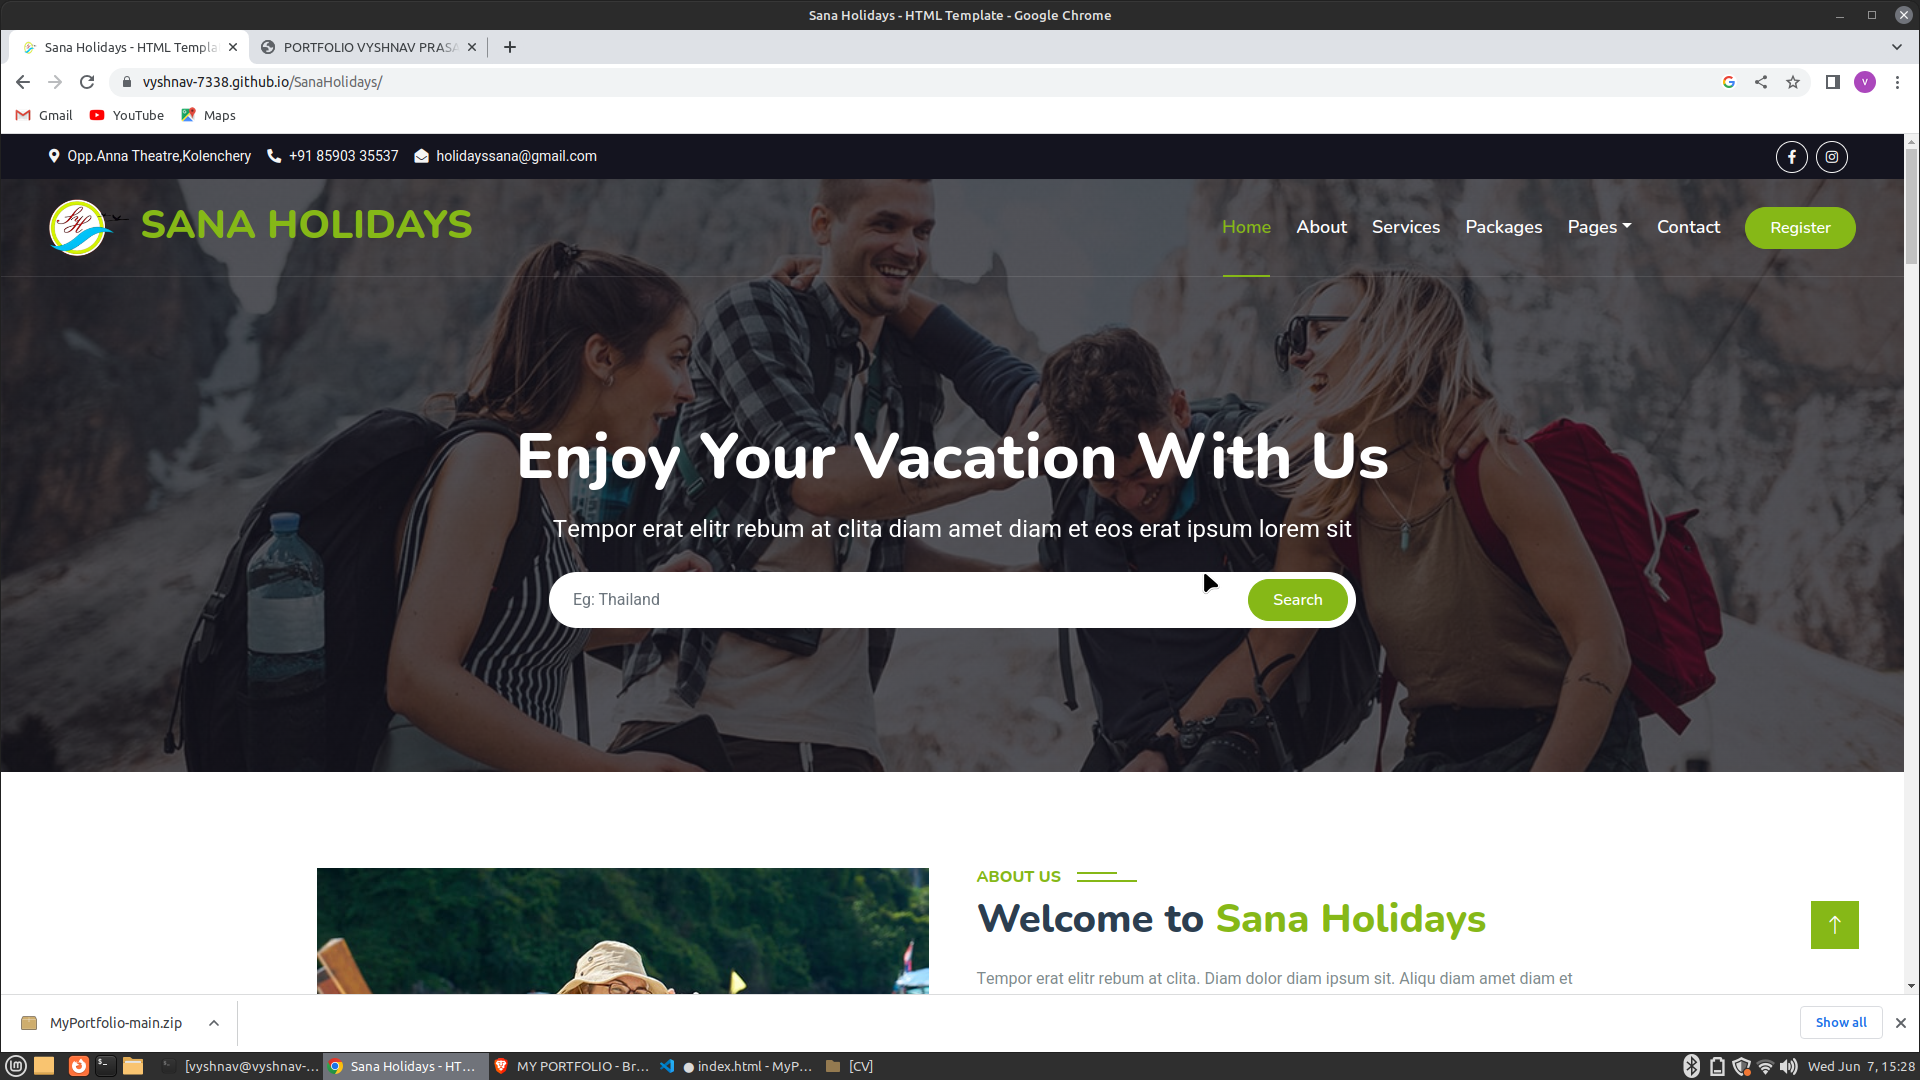 Sana Holidays - HTML Template - Google Chrome
Sana Holidays - HTML Templa
PORTFOLIO VYSHNAV PRASA
vyshnav-7338.github.io/SanaHolidays/
V
Gmail
YouTube
Maps
Opp.Anna Theatre,Kolenchery
+91 85903 35537
holidayssana@gmail.com
SANA HOLIDAYS
Home
About
Services
Packages
Pages
Contact
Register
Enjoy Your Vacation With Us
Tempor erat elitr rebum at clita diam amet diam et eos erat ipsum lorem sit
Eg: Thailand
Search
ABOUT US
Welcome to Sana Holidays
Tempor erat elitr rebum at clita. Diam dolor diam ipsum sit. Aliqu diam amet diam et
MyPortfolio-main.zip
Show all
[vyshnav@vyshnav-...
Sana Holidays - HT...
MY PORTFOLIO - Br...
index.html - MyP...
[CV]
Wed Jun 7, 15:28